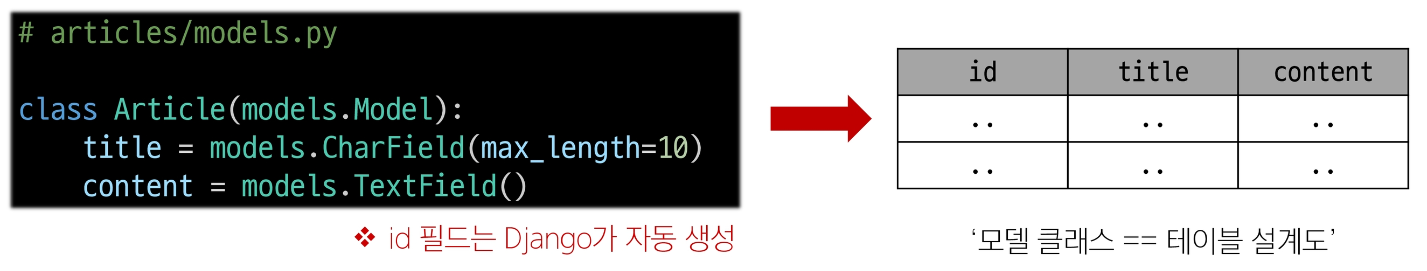 # articles/models.py
class Article(models.Model):
    title = models.CharField(max_length=10)
    content = models.TextField()
❖ id 필드는 Django가 자동 생성
id title content
.. .. ..
.. .. ..
‘모델 클래스 == 테이블 설계도’